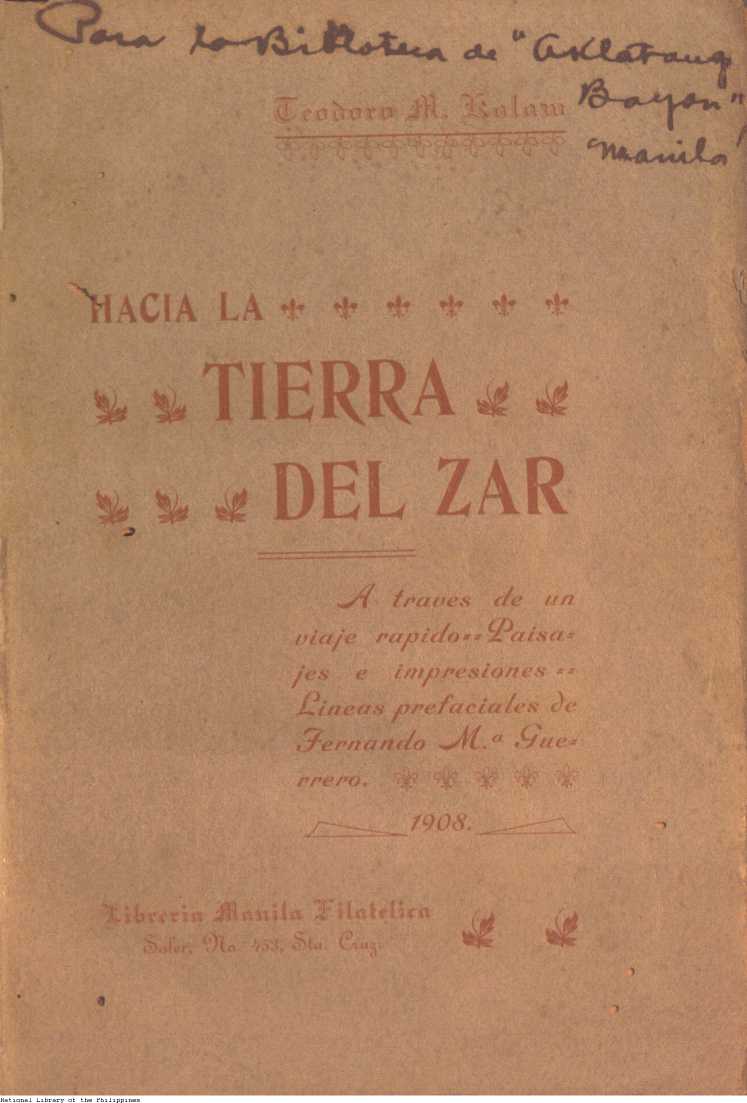 Para la Biblioteca de "Aklatang
Bayan"
Manila
Teodoro M. Kalaw
HACIA LA
TIERRA
DEL ZAR
A traves de un
viaje rapido==Paisa=
jes e impresiones ==
Lineas prefaciales de
Fernando M.ª Gue=
rrero.
1908.
Libreria Manila Filatelica
Soler, No. 453, Sta. Cruz.
National Library of the Philippines